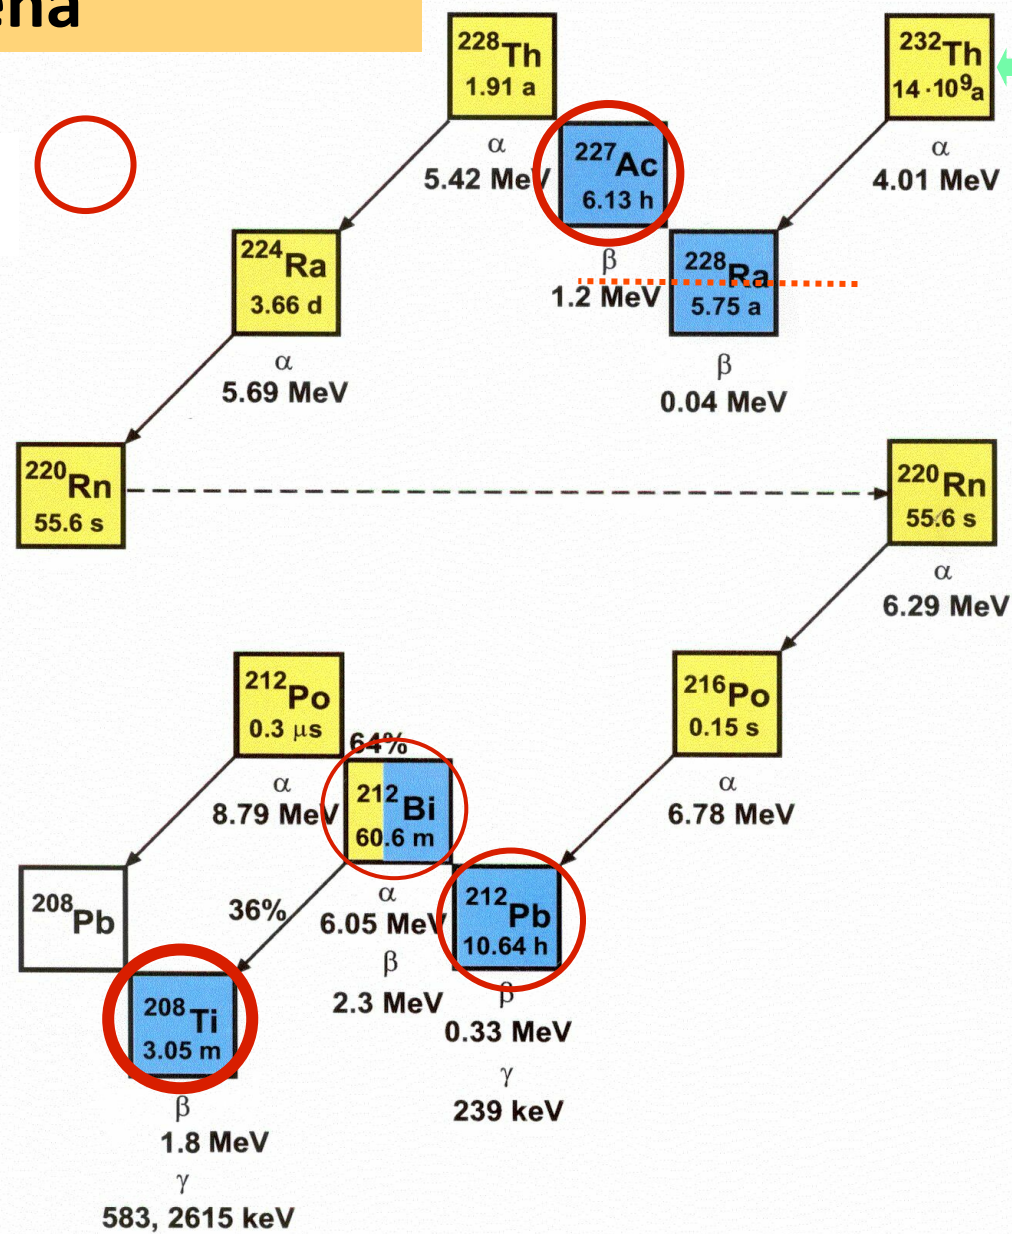 ena
228Th
1.91 a
α
5.42 MeV
232Th
14 ·10⁹a
α
4.01 MeV
227Ac
6.13 h
β
1.2 MeV
228Ra
5.75 a
β
0.04 MeV
224Ra
3.66 d
α
5.69 MeV
220Rn
55.6 s
220Rn
55.6 s
α
6.29 MeV
216Po
0.15 s
α
6.78 MeV
212Po
0.3 μs
α
8.79 MeV
64%
212Bi
60.6 m
α
6.05 MeV
β
2.3 MeV
36%
212Pb
10.64 h
β
0.33 MeV
γ
239 keV
208Pb
208Ti
3.05 m
β
1.8 MeV
γ
583, 2615 keV